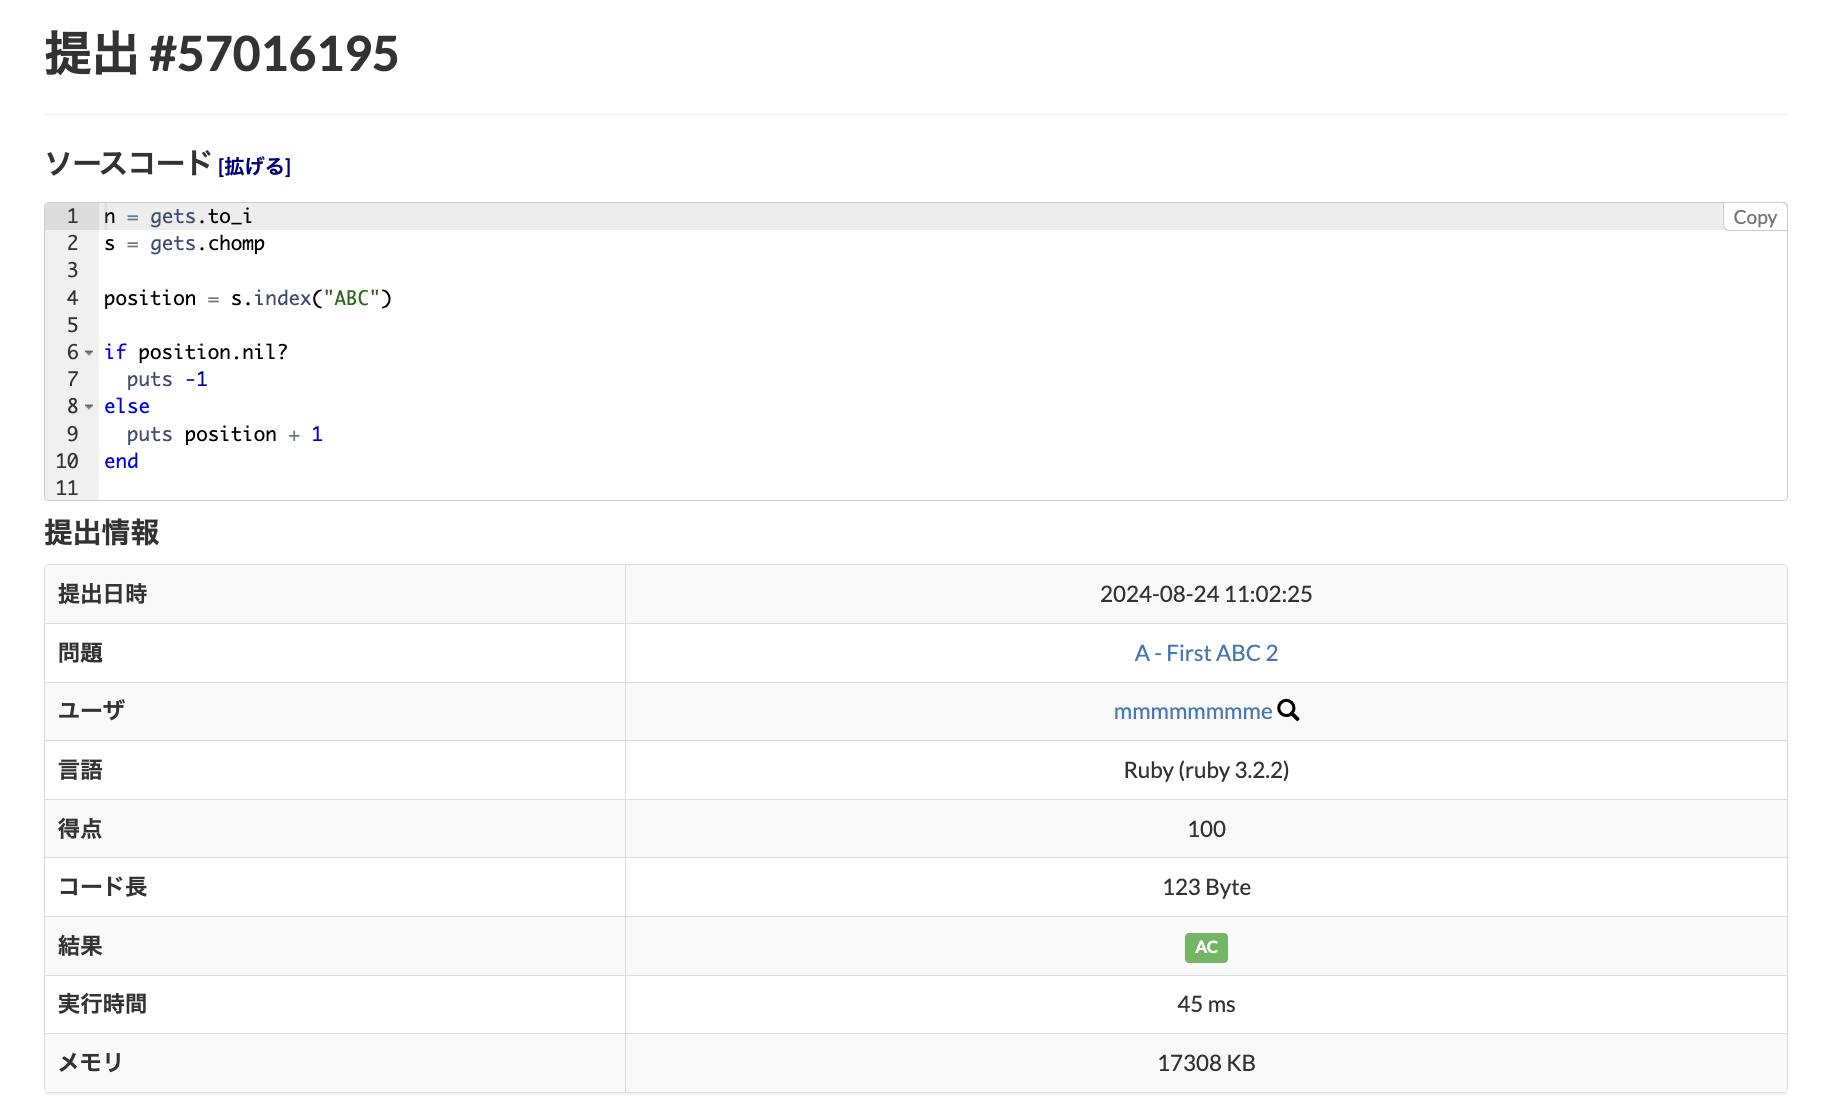 提出 #57016195
ソースコード [拡げる]
1 n = gets.to_i
Copy
2 s = gets.chomp
3
4 position = s.index("ABC")
5
6 if position.nil?
7   puts -1
8 else
9   puts position + 1
10 end
11
提出情報
提出日時 2024-08-24 11:02:25
問題 A - First ABC 2
ユーザ mmmmmmmme
言語 Ruby (ruby 3.2.2)
得点 100
コード長 123 Byte
結果 AC
実行時間 45 ms
メモリ 17308 KB